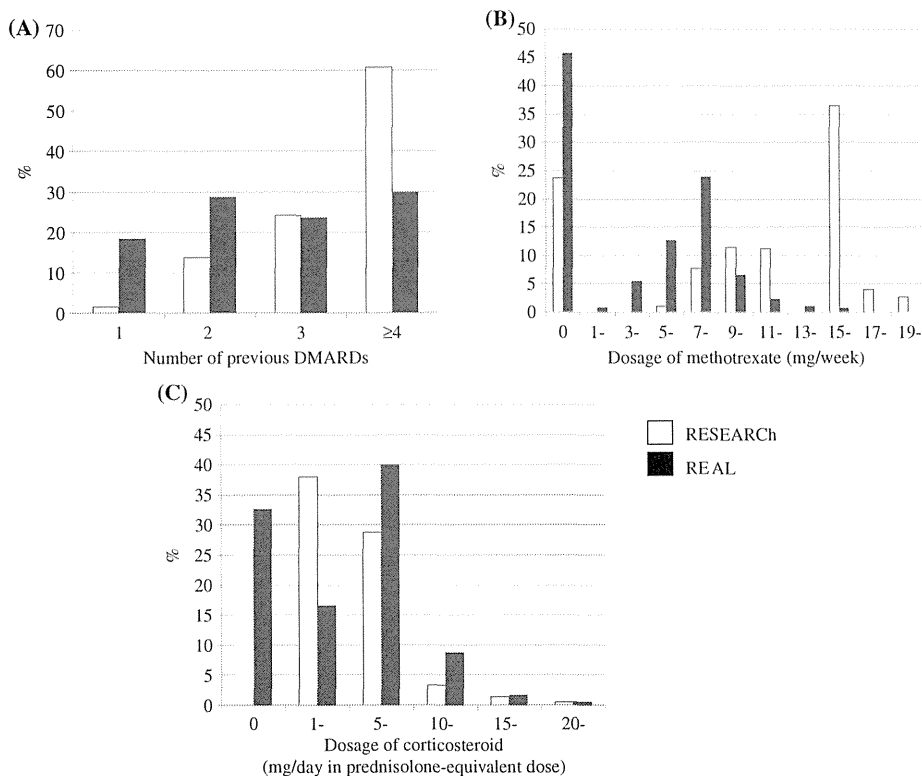 (A)
70
60
50
40
30
20
10
0
%
1 2 3 ≥4
Number of previous DMARDs
(B)
50
45
40
35
30
25
20
15
10
5
0
%
0 1- 3- 5- 7- 9- 11- 13- 15- 17- 19-
Dosage of methotrexate (mg/week)
(C)
50
45
40
35
30
25
20
15
10
5
0
%
0 1- 5- 10- 15- 20-
Dosage of corticosteroid
(mg/day in prednisolone-equivalent dose)
RESEARCh
REAL